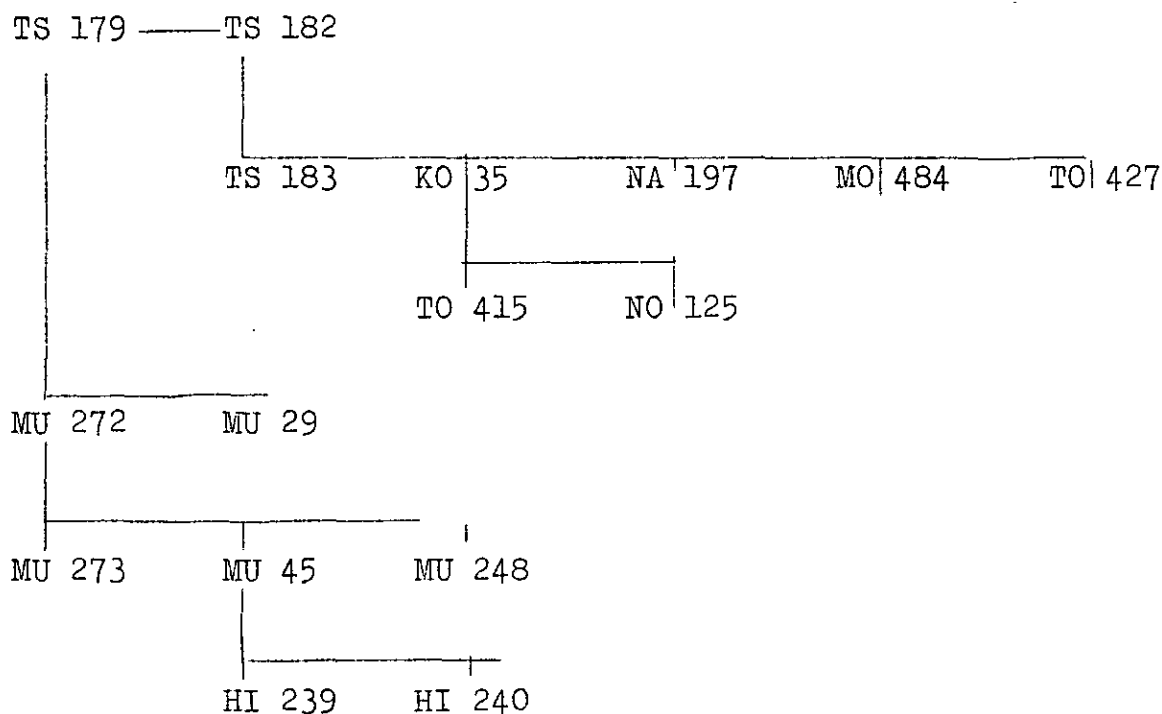 TS 179 TS 182
TS 183 KO 35 NA 197 MO 484 TO 427
TO 415 NO 125
MU 272 MU 29
MU 273 MU 45 MU 248
HI 239 HI 240